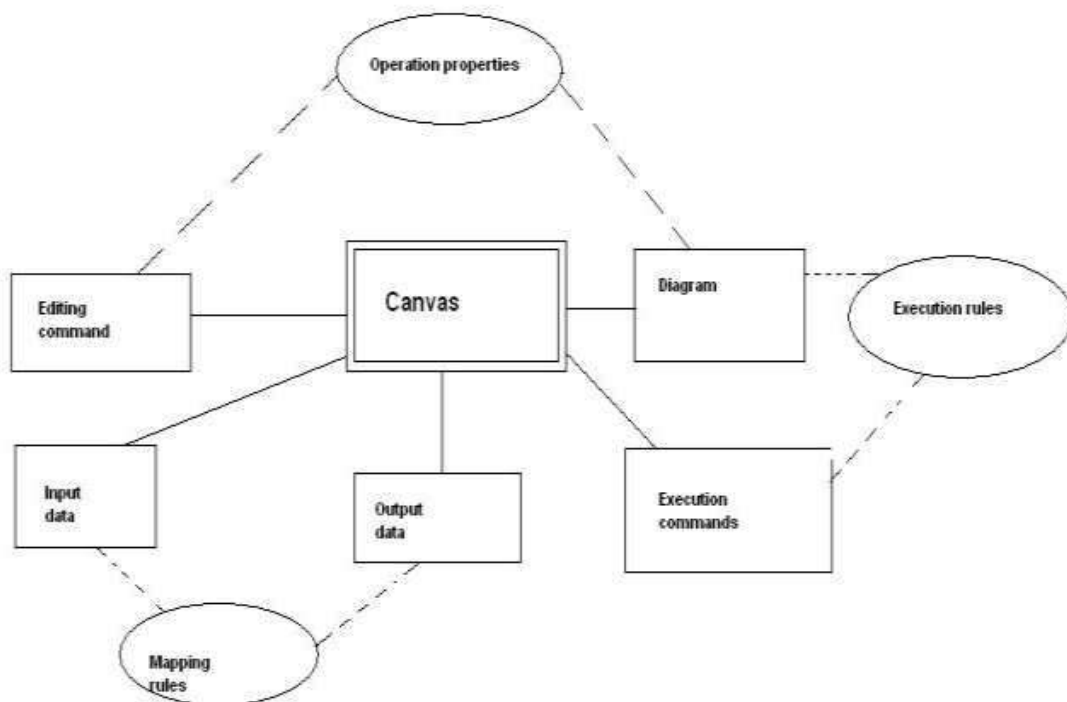 Operation properties
Editing
command
Canvas
Diagram
Execution rules
Input
data
Output
data
Execution
commands
Mapping
rules